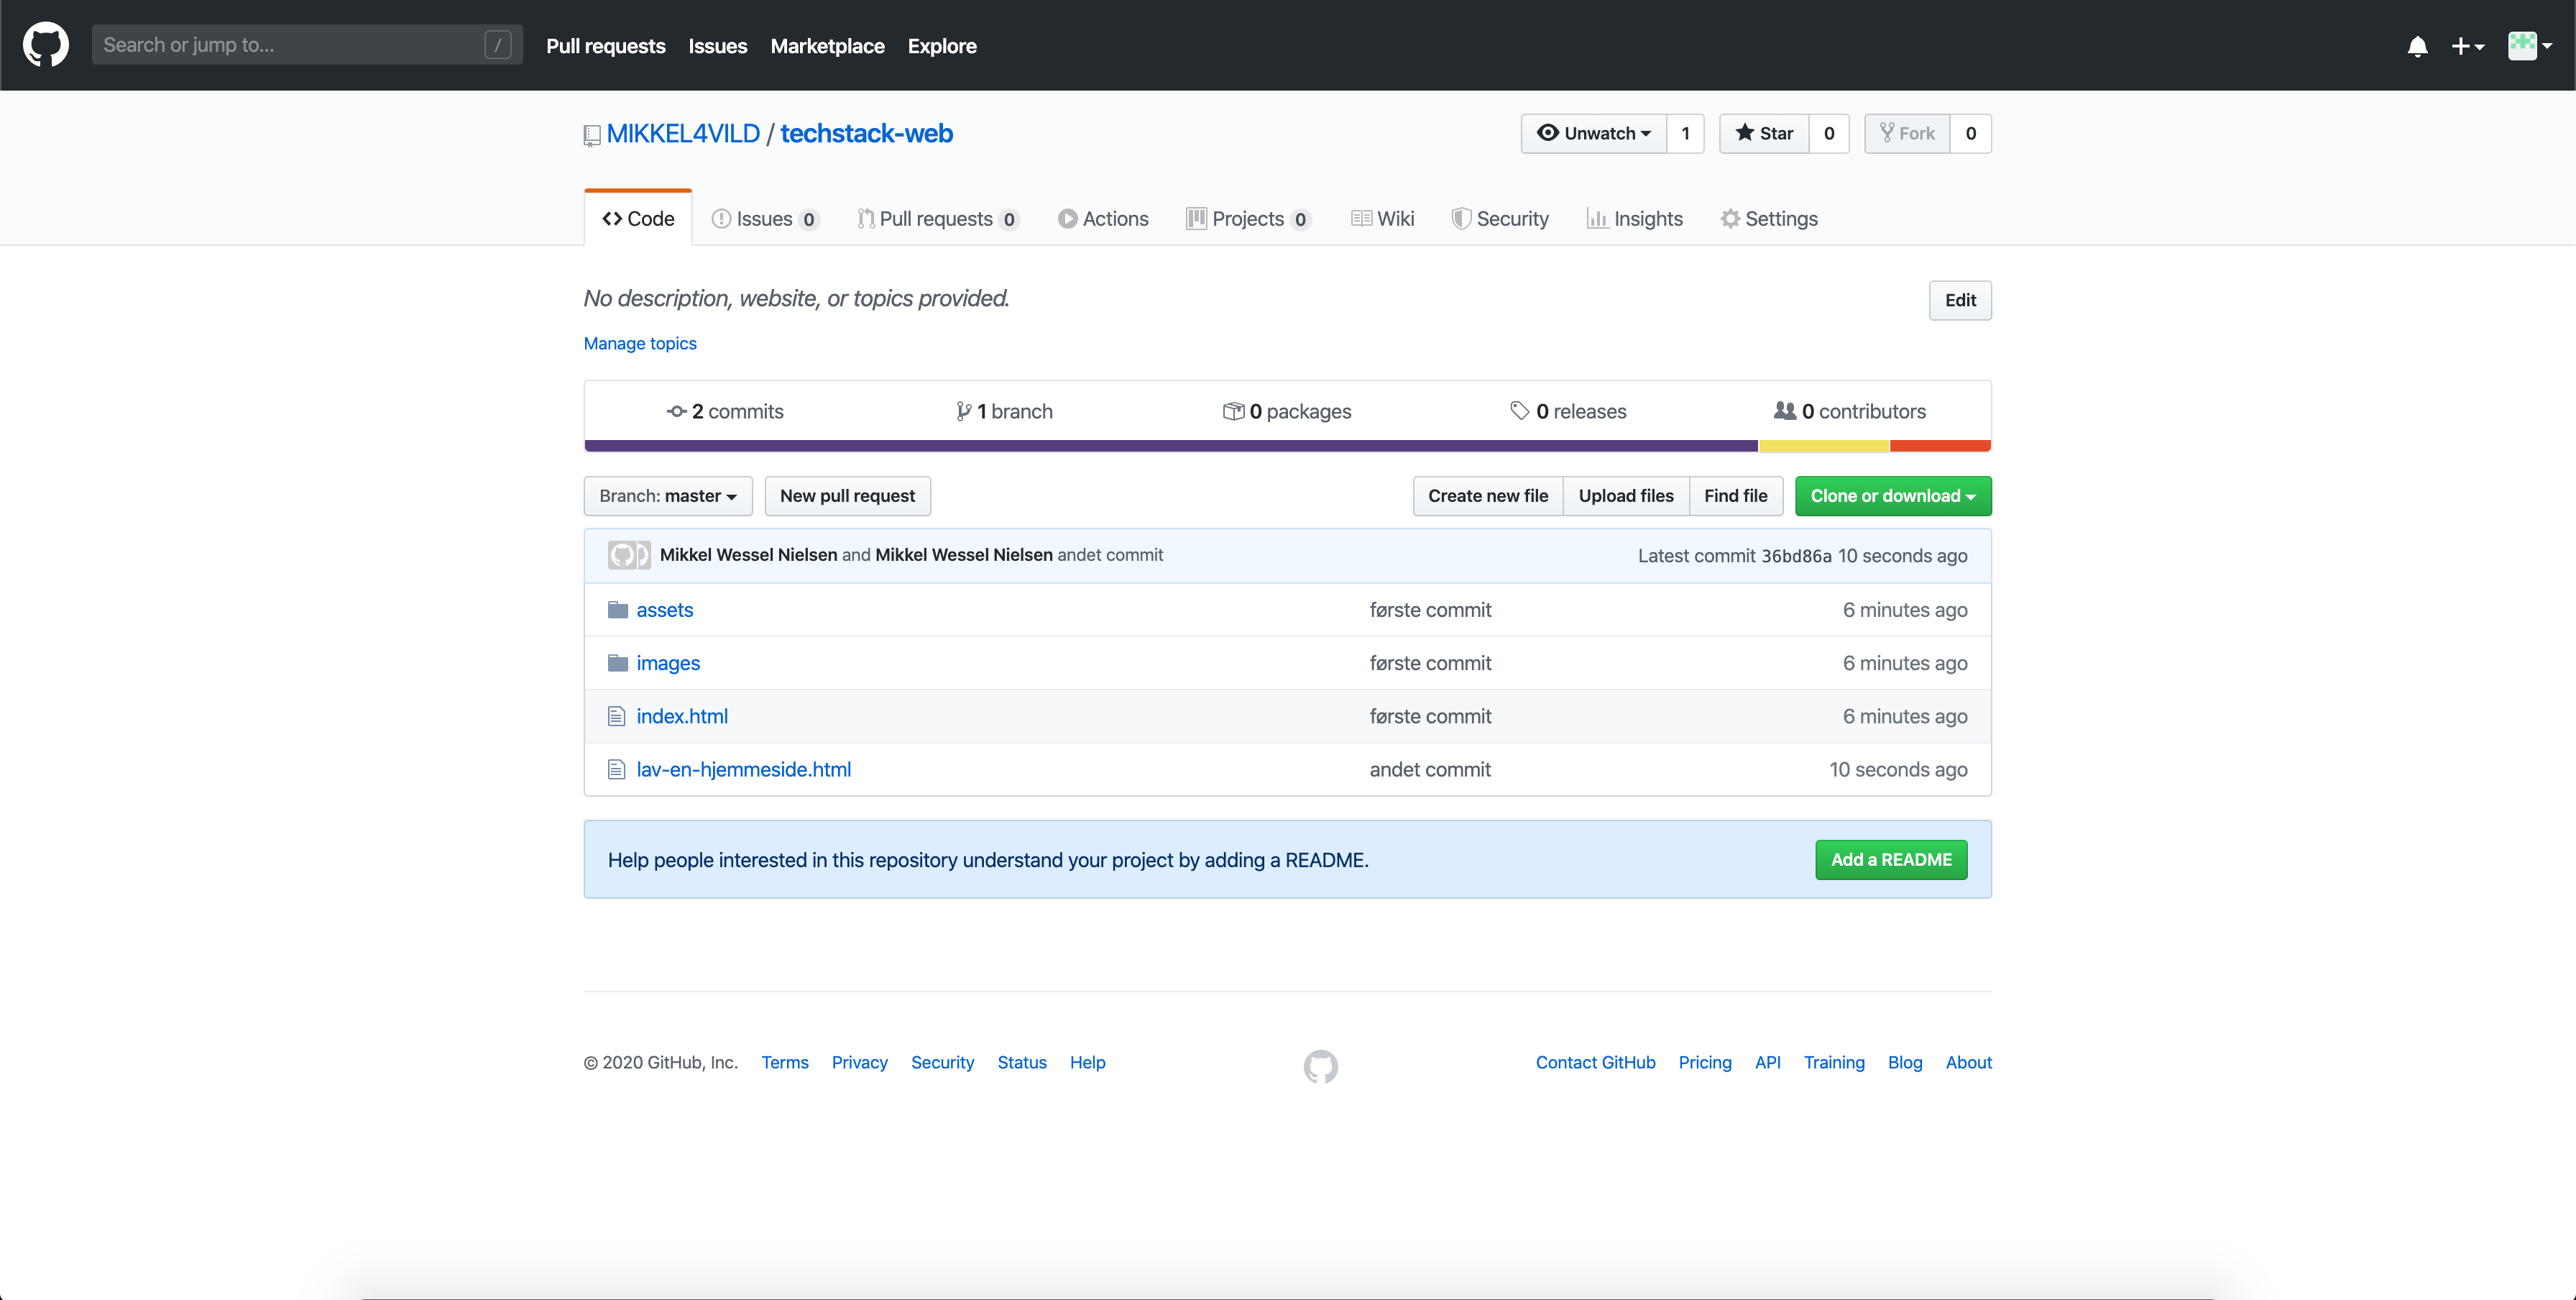 Search or jump to... /
Pull requests Issues Marketplace Explore
MIKKEL4VILD / techstack-web
Unwatch 1 Star 0 Fork 0
Code Issues 0 Pull requests 0 Actions Projects 0 Wiki Security Insights Settings
No description, website, or topics provided.
Edit
Manage topics
2 commits 1 branch 0 packages 0 releases 0 contributors
Branch: master New pull request Create new file Upload files Find file Clone or download
Mikkel Wessel Nielsen and Mikkel Wessel Nielsen andet commit Latest commit 36bd86a 10 seconds ago
assets første commit 6 minutes ago
images første commit 6 minutes ago
index.html første commit 6 minutes ago
lav-en-hjemmeside.html andet commit 10 seconds ago
Help people interested in this repository understand your project by adding a README. Add a README
© 2020 GitHub, Inc. Terms Privacy Security Status Help Contact GitHub Pricing API Training Blog About